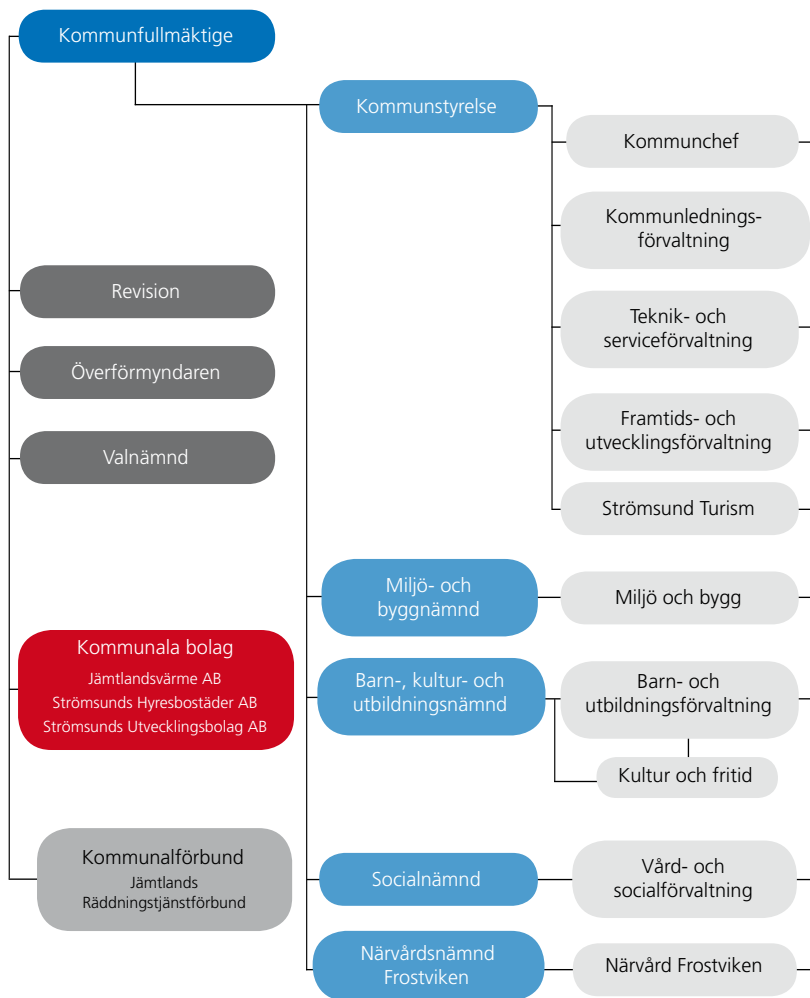 Kommunfullmäktige
Kommunstyrelse
Kommunchef
Kommunlednings-
förvaltning
Revision
Teknik- och
serviceförvaltning
Överförmyndaren
Framtids- och
utvecklingsförvaltning
Valnämnd
Strömsund Turism
Miljö- och
byggnämnd
Miljö och bygg
Kommunala bolag
Jämtlandsvärme AB
Strömsunds Hyresbostäder AB
Strömsunds Utvecklingsbolag AB
Barn-, kultur- och
utbildningsnämnd
Barn- och
utbildningsförvaltning
Kultur och fritid
Kommunalförbund
Jämtlands
Räddningstjänstförbund
Socialnämnd
Vård- och
socialförvaltning
Närvårdsnämnd
Frostviken
Närvård Frostviken